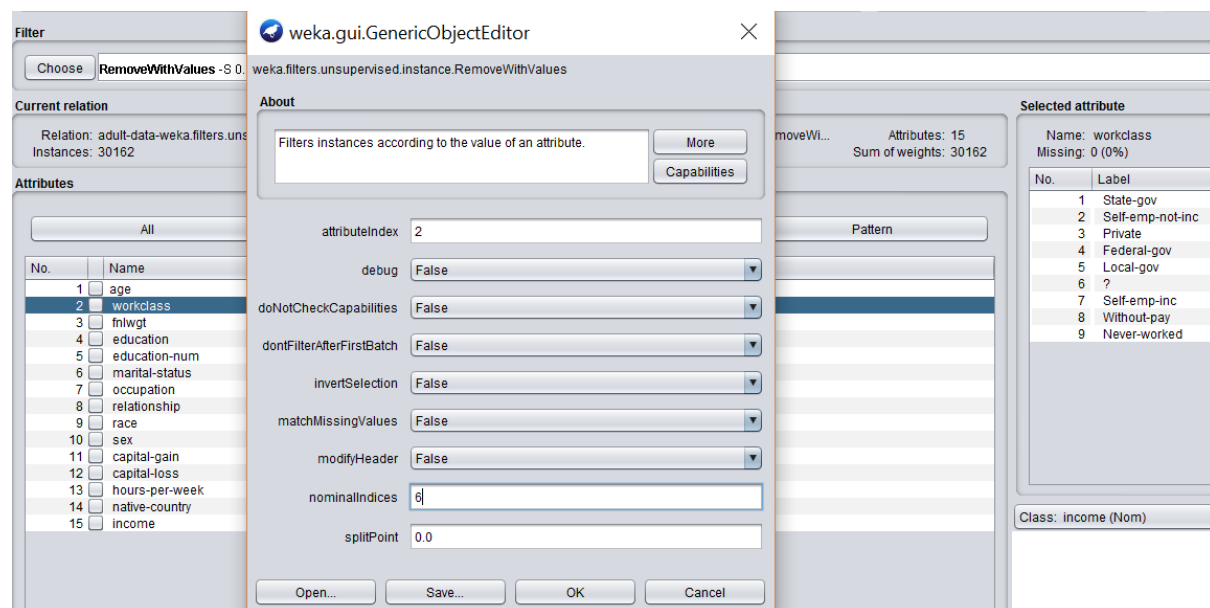 Filter
Choose RemoveWithValues -S 0.
Current relation
Relation: adult-data-weka.filters.uns
Instances: 30162
Attributes
All
No. Name
1 age
2 workclass
3 fnlwgt
4 education
5 education-num
6 marital-status
7 occupation
8 relationship
9 race
10 sex
11 capital-gain
12 capital-loss
13 hours-per-week
14 native-country
15 income
weka.gui.GenericObjectEditor
weka.filters.unsupervised.instance.RemoveWithValues
About
Filters instances according to the value of an attribute.
More
Capabilities
attributeIndex 2
debug False
doNotCheckCapabilities False
dontFilterAfterFirstBatch False
invertSelection False
matchMissingValues False
modifyHeader False
nominalIndices 6
splitPoint 0.0
Open... Save... OK Cancel
moveWi... Attributes: 15
Sum of weights: 30162
Pattern
Selected attribute
Name: workclass
Missing: 0 (0%)
No. Label
1 State-gov
2 Self-emp-not-inc
3 Private
4 Federal-gov
5 Local-gov
6 ?
7 Self-emp-inc
8 Without-pay
9 Never-worked
Class: income (Nom)